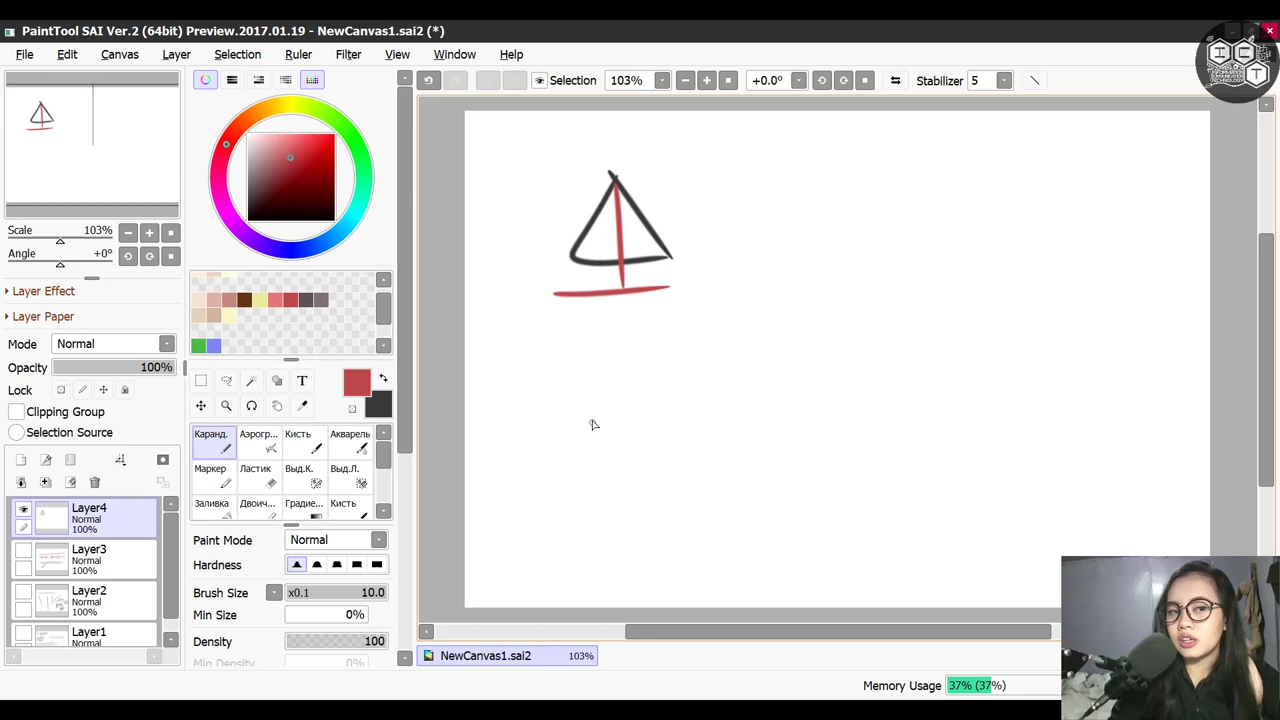 PaintTool SAI Ver.2 (64bit) Preview.2017.01.19 - NewCanvas1.sai2 (*)
File Edit Canvas Layer Selection Ruler Filter View Window Help
ICT
Selection 103% +0.0° Stabilizer 5
Scale 103%
Angle +0°
Layer Effect
Layer Paper
Mode Normal
Opacity 100%
Lock
Clipping Group
Selection Source
T
Каранд. Аэрогр... Кисть Акварель
Маркер Ластик Выд.К. Выд.Л.
Заливка Двоич... Градие... Кисть
Layer4
Normal
100%
Layer3
Normal
100%
Layer2
Normal
100%
Layer1
Normal
Paint Mode Normal
Hardness
Brush Size x0.1 10.0
Min Size 0%
Density 100
Min Density 0%
NewCanvas1.sai2 103%
Memory Usage 37% (37%)